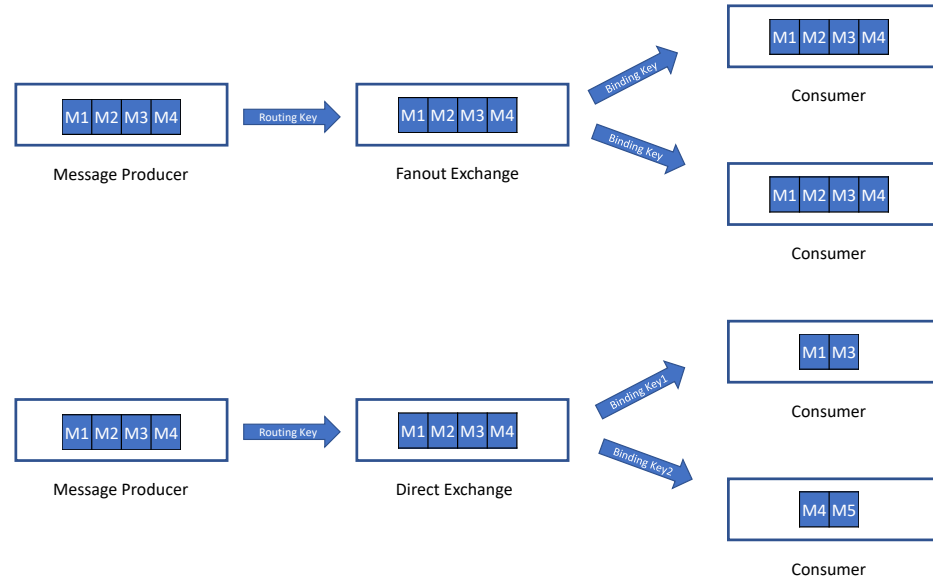 M1 M2 M3 M4
Routing Key
M1 M2 M3 M4
Binding Key
Binding Key
M1 M2 M3 M4
Consumer
Message Producer
Fanout Exchange
M1 M2 M3 M4
Consumer
M1 M2 M3 M4
Routing Key
M1 M2 M3 M4
Binding Key1
Binding Key2
M1 M3
Consumer
Message Producer
Direct Exchange
M4 M5
Consumer